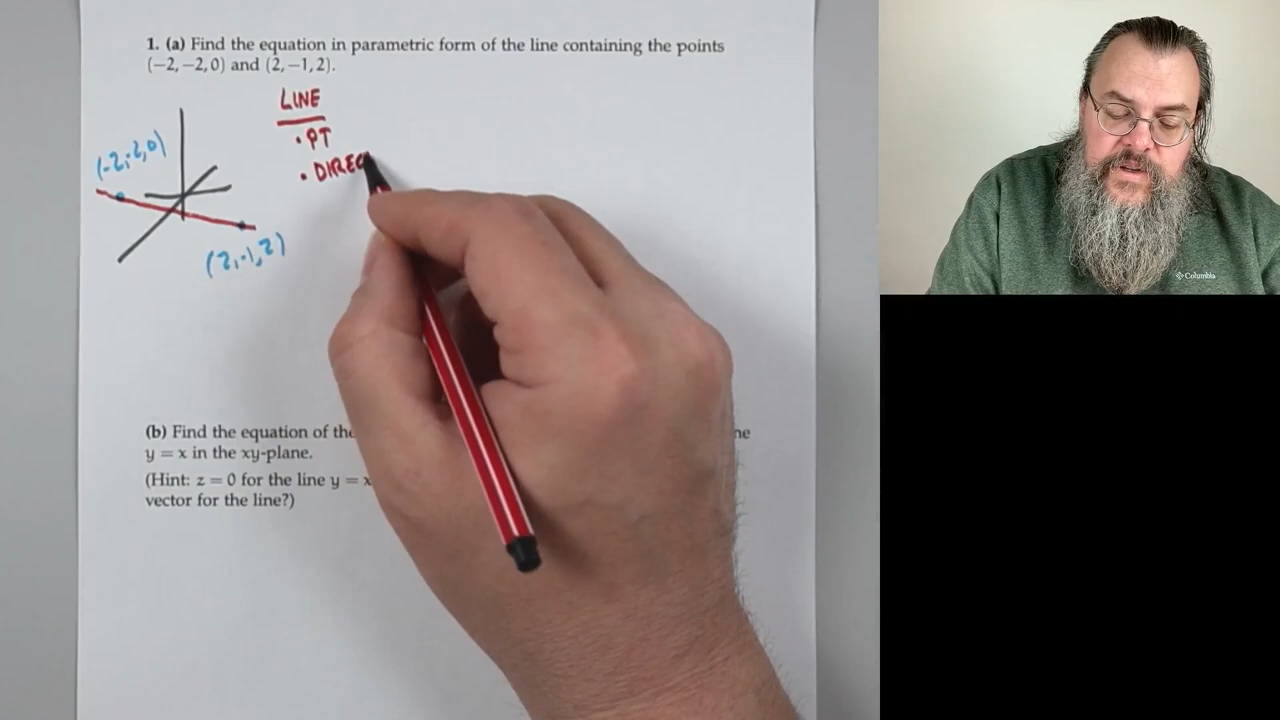 1. (a) Find the equation in parametric form of the line containing the points
(−2, −2, 0) and (2, −1, 2).
LINE
• PT
• DIREC
(-2,-2,0)
(2,-1,2)
(b) Find the equation of the
y = x in the xy-plane.
(Hint: z = 0 for the line y = x
vector for the line?)
Columbia